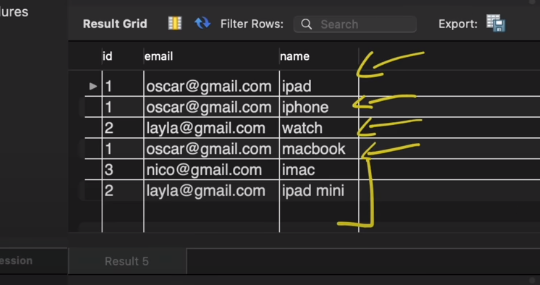 dures
Result Grid Filter Rows: Search Export:
id email name
1 oscar@gmail.com ipad
1 oscar@gmail.com iphone
2 layla@gmail.com watch
1 oscar@gmail.com macbook
3 nico@gmail.com imac
2 layla@gmail.com ipad mini
ession Result 5